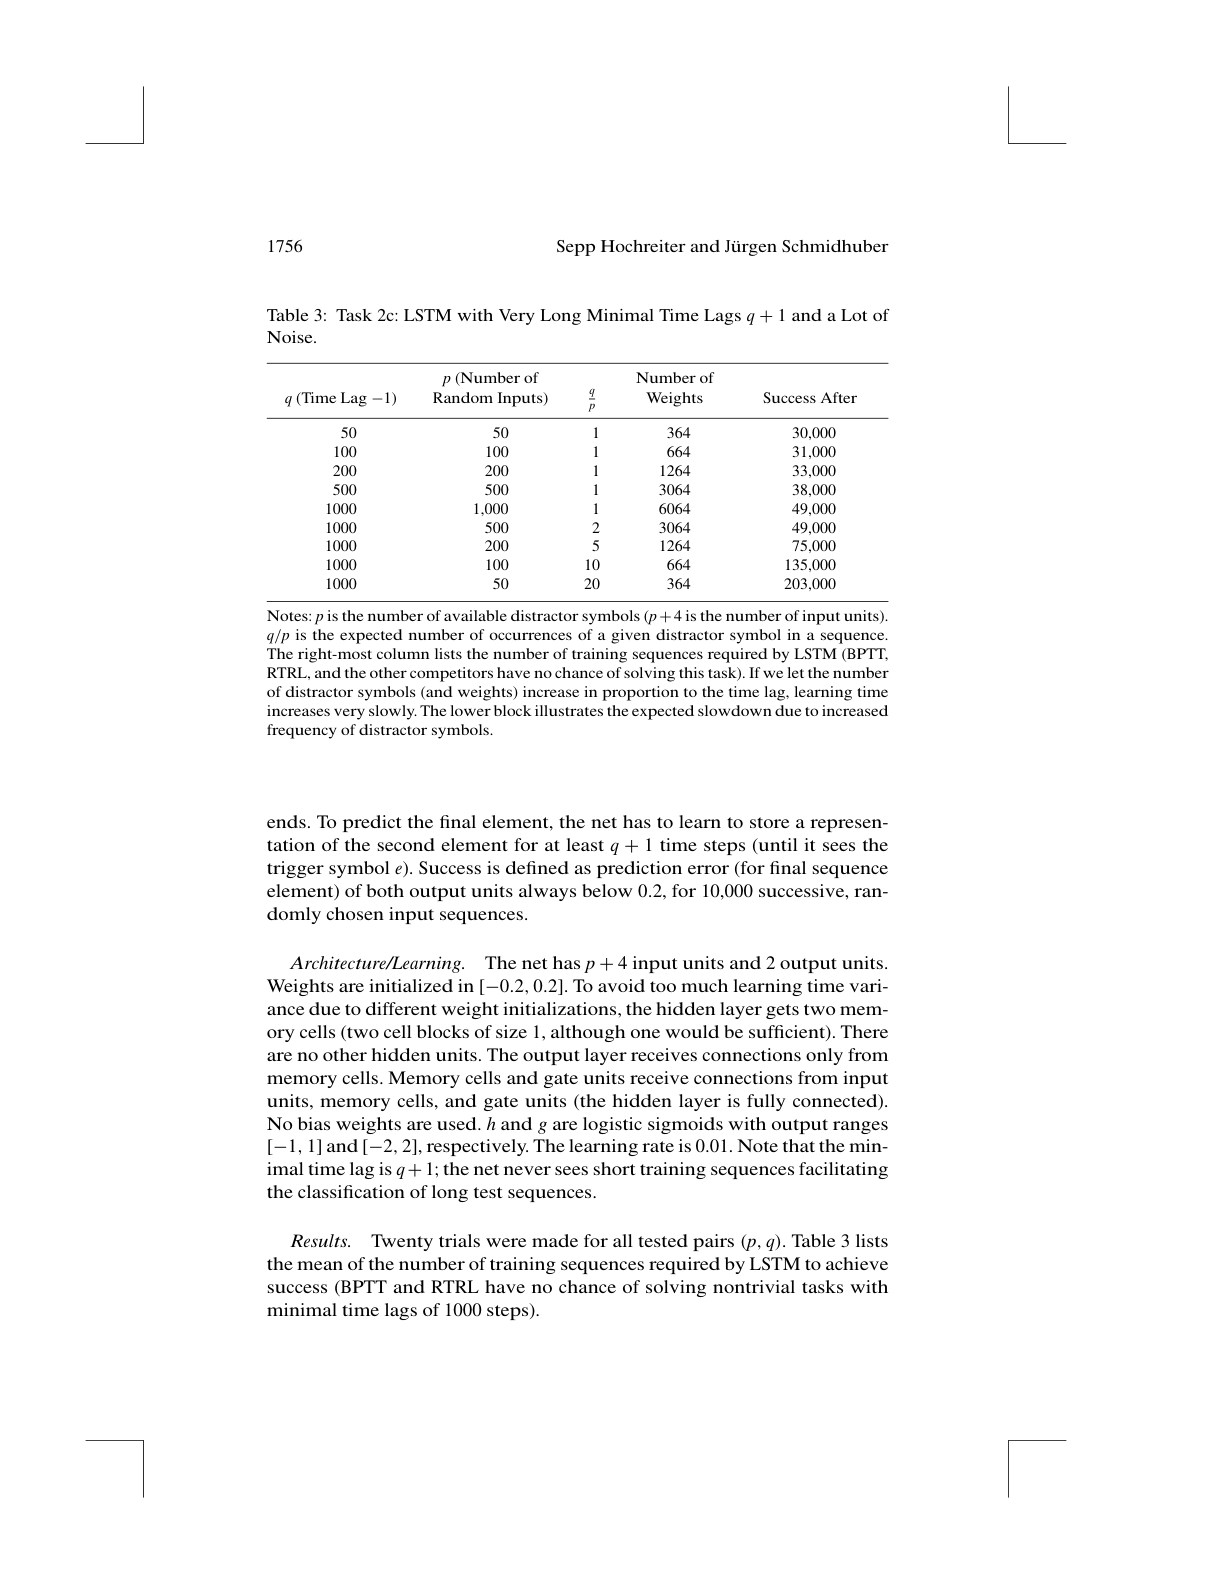 1756 Sepp Hochreiter and Jürgen Schmidhuber
Table 3: Task 2c: LSTM with Very Long Minimal Time Lags q + 1 and a Lot of
Noise.
p (Number of Number of
q (Time Lag −1) Random Inputs) q/p Weights Success After
50 50 1 364 30,000
100 100 1 664 31,000
200 200 1 1264 33,000
500 500 1 3064 38,000
1000 1,000 1 6064 49,000
1000 500 2 3064 49,000
1000 200 5 1264 75,000
1000 100 10 664 135,000
1000 50 20 364 203,000
Notes: p is the number of available distractor symbols (p + 4 is the number of input units).
q/p is the expected number of occurrences of a given distractor symbol in a sequence.
The right-most column lists the number of training sequences required by LSTM (BPTT,
RTRL, and the other competitors have no chance of solving this task). If we let the number
of distractor symbols (and weights) increase in proportion to the time lag, learning time
increases very slowly. The lower block illustrates the expected slowdown due to increased
frequency of distractor symbols.
ends. To predict the final element, the net has to learn to store a represen-
tation of the second element for at least q + 1 time steps (until it sees the
trigger symbol e). Success is defined as prediction error (for final sequence
element) of both output units always below 0.2, for 10,000 successive, ran-
domly chosen input sequences.
Architecture/Learning. The net has p + 4 input units and 2 output units.
Weights are initialized in [−0.2, 0.2]. To avoid too much learning time vari-
ance due to different weight initializations, the hidden layer gets two mem-
ory cells (two cell blocks of size 1, although one would be sufficient). There
are no other hidden units. The output layer receives connections only from
memory cells. Memory cells and gate units receive connections from input
units, memory cells, and gate units (the hidden layer is fully connected).
No bias weights are used. h and g are logistic sigmoids with output ranges
[−1, 1] and [−2, 2], respectively. The learning rate is 0.01. Note that the min-
imal time lag is q + 1; the net never sees short training sequences facilitating
the classification of long test sequences.
Results. Twenty trials were made for all tested pairs (p, q). Table 3 lists
the mean of the number of training sequences required by LSTM to achieve
success (BPTT and RTRL have no chance of solving nontrivial tasks with
minimal time lags of 1000 steps).